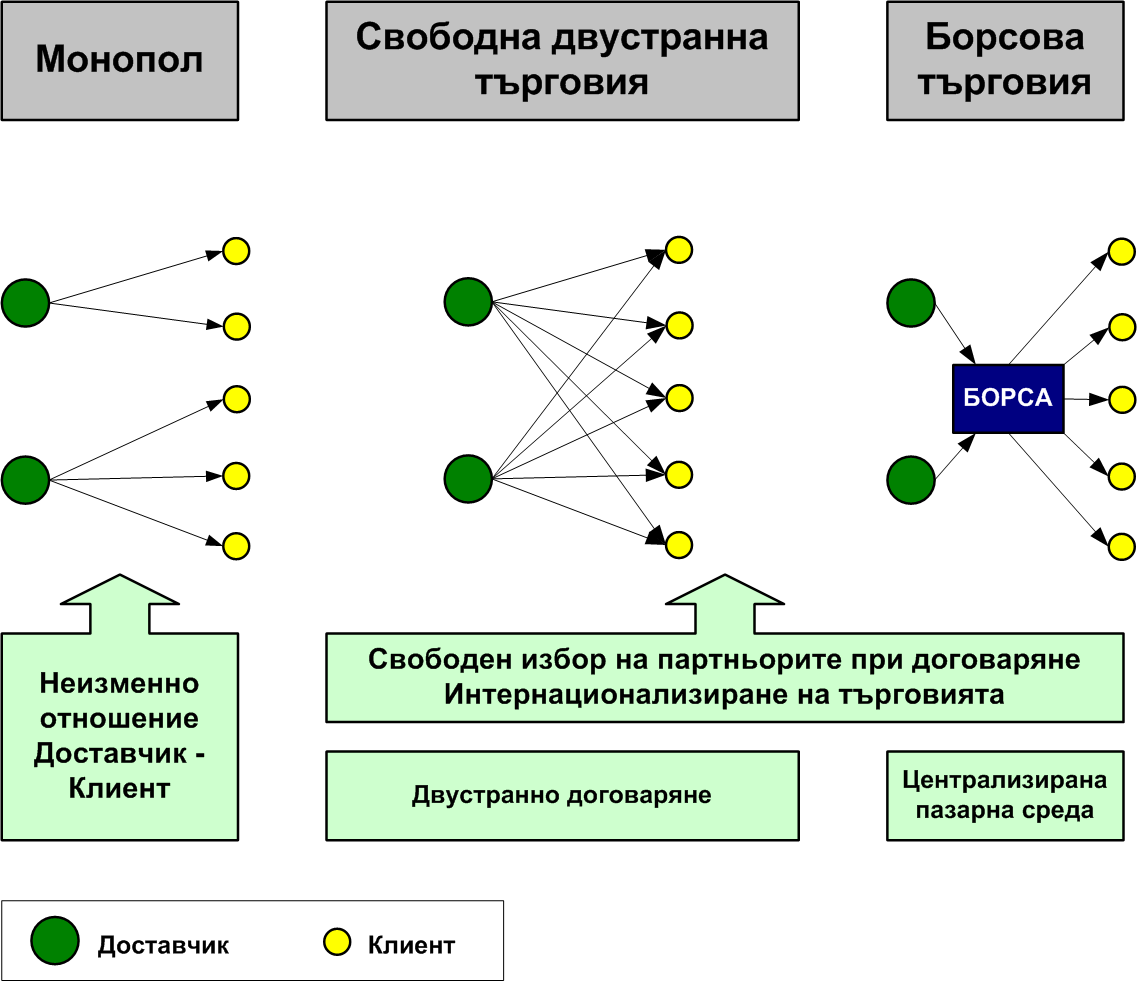 Монопол
Свободна двустранна
търговия
Борсова
търговия
БОРСА
Неизменно
отношение
Доставчик -
Клиент
Свободен избор на партньорите при договаряне
Интернационализиране на търговията
Двустранно договаряне
Централизирана
пазарна среда
Доставчик
Клиент